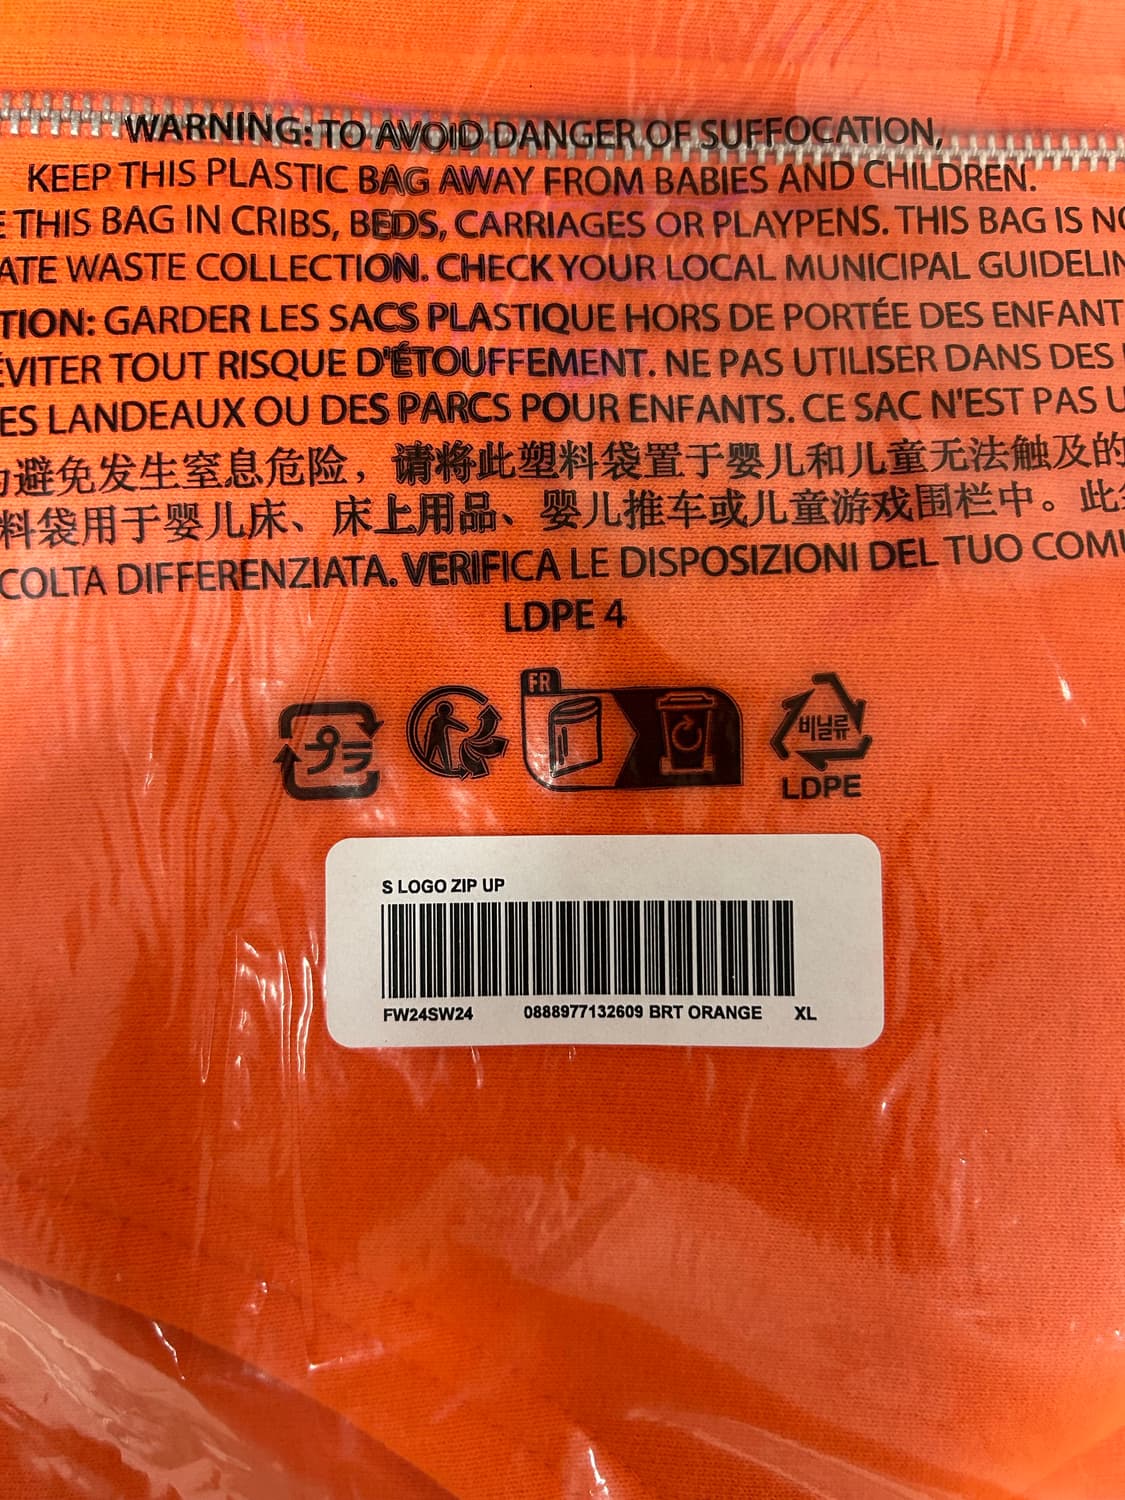 WARNING: TO AVOID DANGER OF SUFFOCATION,
KEEP THIS PLASTIC BAG AWAY FROM BABIES AND CHILDREN.
THIS BAG IN CRIBS, BEDS, CARRIAGES OR PLAYPENS. THIS BAG IS
WASTE COLLECTION. CHECK YOUR LOCAL MUNICIPAL
GARDER LES SACS PLASTIQUE HORS DE PORTÉE DES
TOUT RISQUE D'ÉTOUFFEMENT. NE PAS UTILISER DANS DES
LANDEAUX OU DES PARCS POUR ENFANTS. CE SAC N'EST PAS
避免发生窒息危险，请将此塑料袋置于婴儿和儿童无法触及的
料袋用于婴儿床、床上用品、婴儿推车或儿童游戏围栏中。此
DIFFERENZIATA. VERIFICA LE DISPOSIZIONI DEL TUO
LDPE 4
プラ
FR
비닐류
LDPE
S LOGO ZIP UP
FW24SW24 0888977132609 BRT ORANGE XL